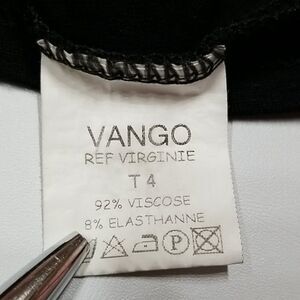 VANGO
REF VIRGINIE
T 4
92% VISCOSE
8% ELASTHANNE
P